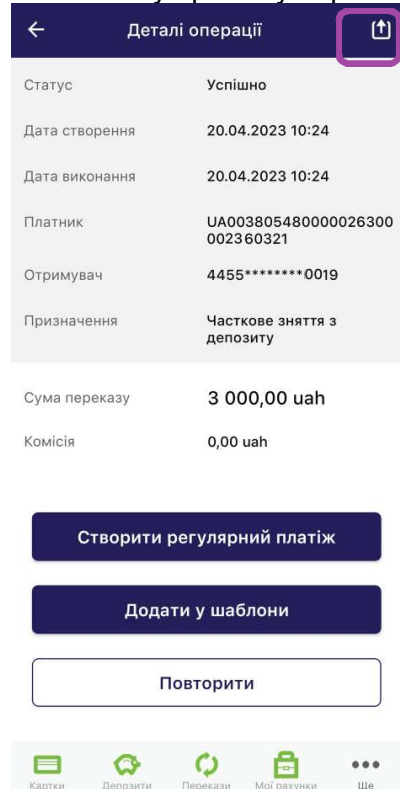 Деталі операції
Статус Успішно
Дата створення 20.04.2023 10:24
Дата виконання 20.04.2023 10:24
Платник UA003805480000026300
002360321
Отримувач 4455********0019
Призначення Часткове зняття з
депозиту
Сума переказу 3 000,00 uah
Комісія 0,00 uah
Створити регулярний платіж
Додати у шаблони
Повторити
Картки Депозити Перекази Мої рахунки Ще